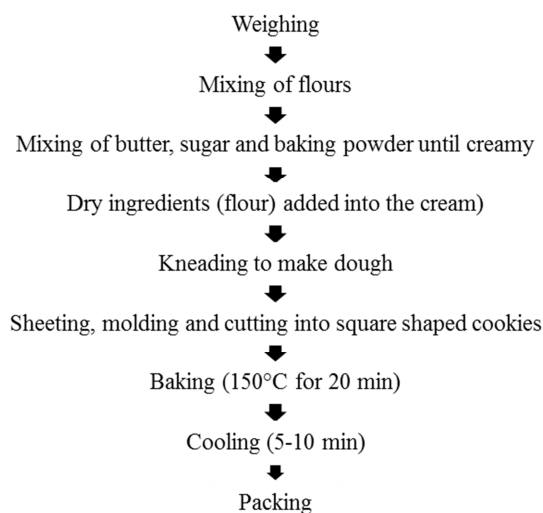 Weighing
Mixing of flours
Mixing of butter, sugar and baking powder until creamy
Dry ingredients (flour) added into the cream)
Kneading to make dough
Sheeting, molding and cutting into square shaped cookies
Baking (150°C for 20 min)
Cooling (5-10 min)
Packing